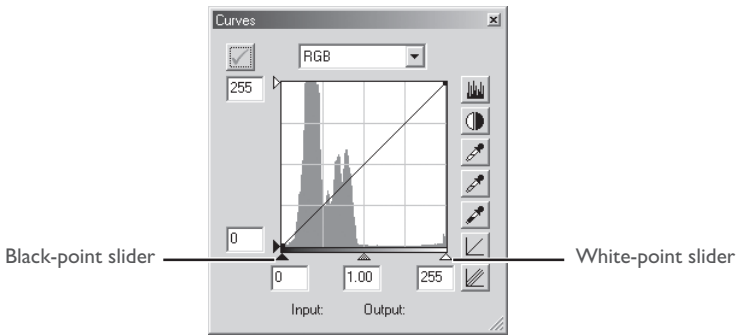 Curves
RGB
255
0
Black-point slider
White-point slider
0 1.00 255
Input: Output: